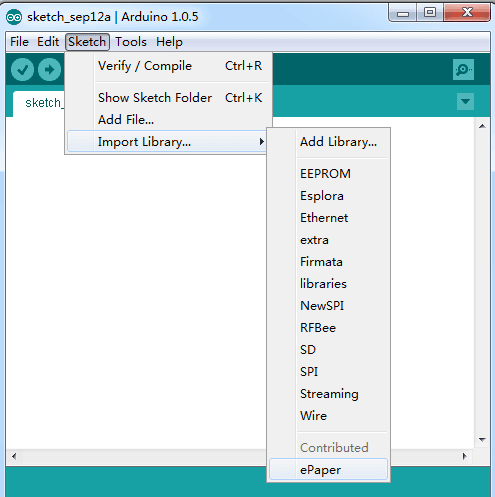 sketch_sep12a | Arduino 1.0.5
File Edit Sketch Tools Help
Verify / Compile Ctrl+R
Show Sketch Folder Ctrl+K
sketch_
Add File...
Import Library...
Add Library...
EEPROM
Esplora
Ethernet
extra
Firmata
libraries
NewSPI
RFBee
SD
SPI
Streaming
Wire
Contributed
ePaper